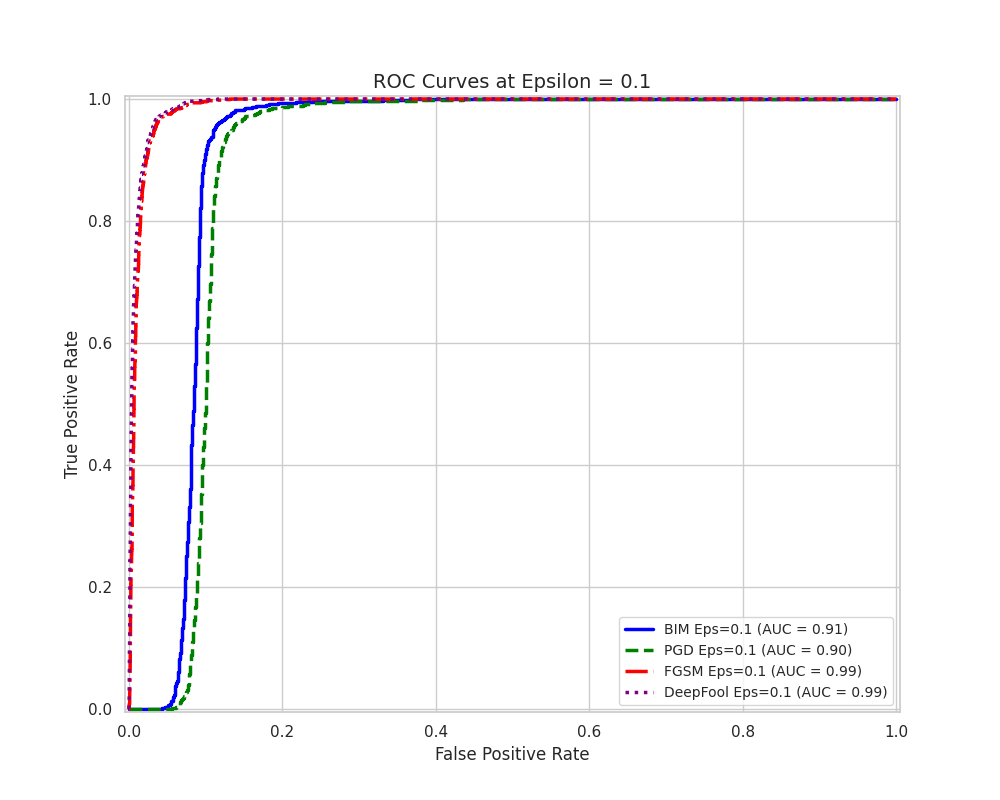 ROC Curves at Epsilon = 0.1
True Positive Rate
1.0
0.8
0.6
0.4
0.2
0.0
BIM Eps=0.1 (AUC = 0.91)
PGD Eps=0.1 (AUC = 0.90)
FGSM Eps=0.1 (AUC = 0.99)
DeepFool Eps=0.1 (AUC = 0.99)
0.0 0.2 0.4 0.6 0.8 1.0
False Positive Rate